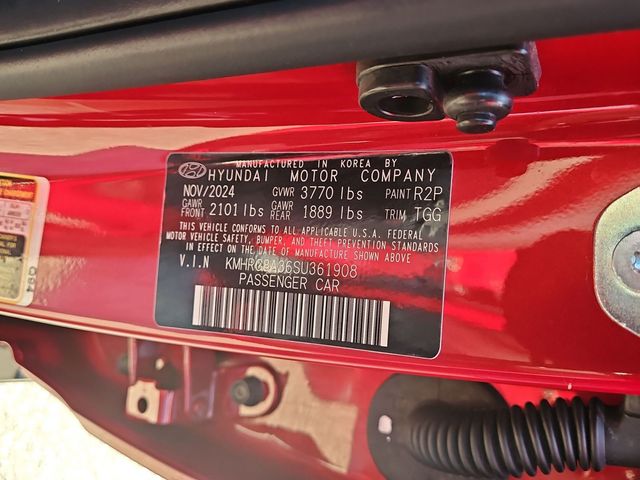 MANUFACTURED IN KOREA BY
HYUNDAI MOTOR COMPANY
NOV/2024 GVWR 3770 lbs PAINT R2P
GAWR FRONT 2101 lbs GAWR REAR 1889 lbs TRIM TGG
THIS VEHICLE CONFORMS TO ALL APPLICABLE U.S.A. FEDERAL
MOTOR VEHICLE SAFETY, BUMPER, AND THEFT PREVENTION STANDARDS
IN EFFECT ON THE DATE OF MANUFACTURE SHOWN ABOVE
V.I.N KMHRC8A36SU361908
PASSENGER CAR